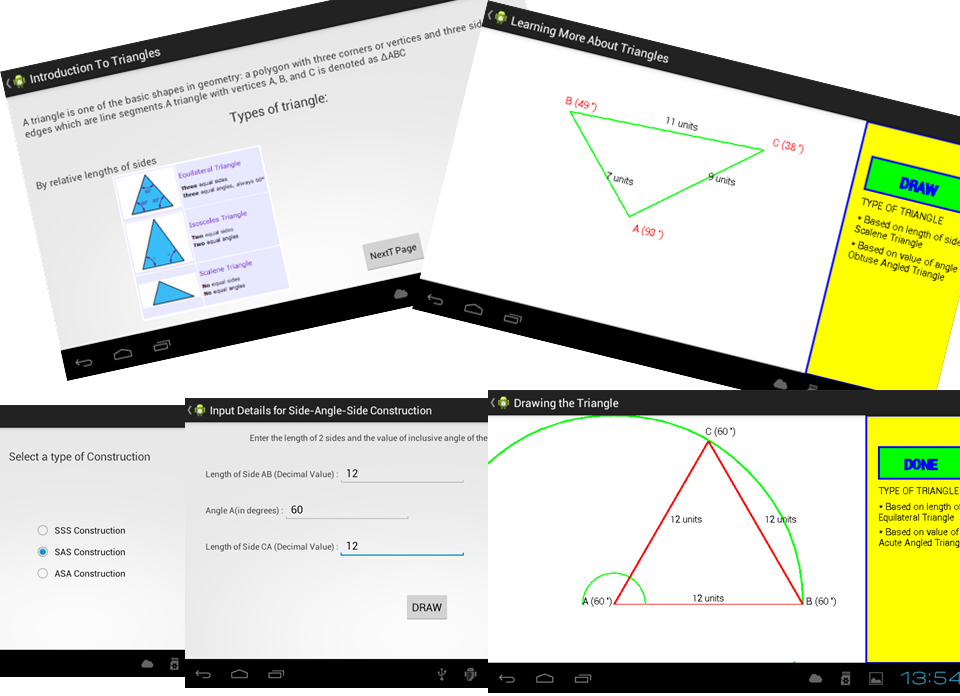 Introduction To Triangles
A triangle is one of the basic shapes in geometry: a polygon with three corners or vertices and three
edges which are line segments.A triangle with vertices A, B, and C is denoted as ΔABC
Types of triangle:
By relative lengths of sides
Equilateral Triangle
Three equal sides
Three equal angles, always 60°
Isosceles Triangle
Two equal sides
Two equal angles
Scalene Triangle
No equal sides
No equal angles
NextT Page
Learning More About Triangles
B (49°)
11 units
C (38°)
7 units
9 units
A (93°)
DRAW
TYPE OF TRIANGLE
* Based on length of side
Scalene Triangle
* Based on value of angle
Obtuse Angled Triangle
Select a type of Construction
SSS Construction
SAS Construction
ASA Construction
Input Details for Side-Angle-Side Construction
Enter the length of 2 sides and the value of inclusive angle of the
Length of Side AB (Decimal Value) : 12
Angle A(in degrees) : 60
Length of Side CA (Decimal Value) : 12
DRAW
Drawing the Triangle
C (60°)
12 units
12 units
A (60°)
12 units
B (60°)
DONE
TYPE OF TRIANGLE
* Based on length of
Equilateral Triangle
* Based on value of
Acute Angled Triang
13:54